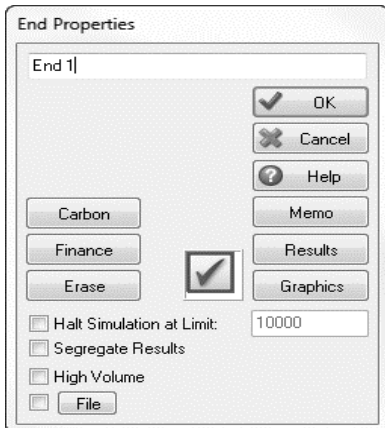 End Properties
End 1
OK
Cancel
Help
Carbon
Memo
Finance
Results
Erase
Graphics
Halt Simulation at Limit:
10000
Segregate Results
High Volume
File